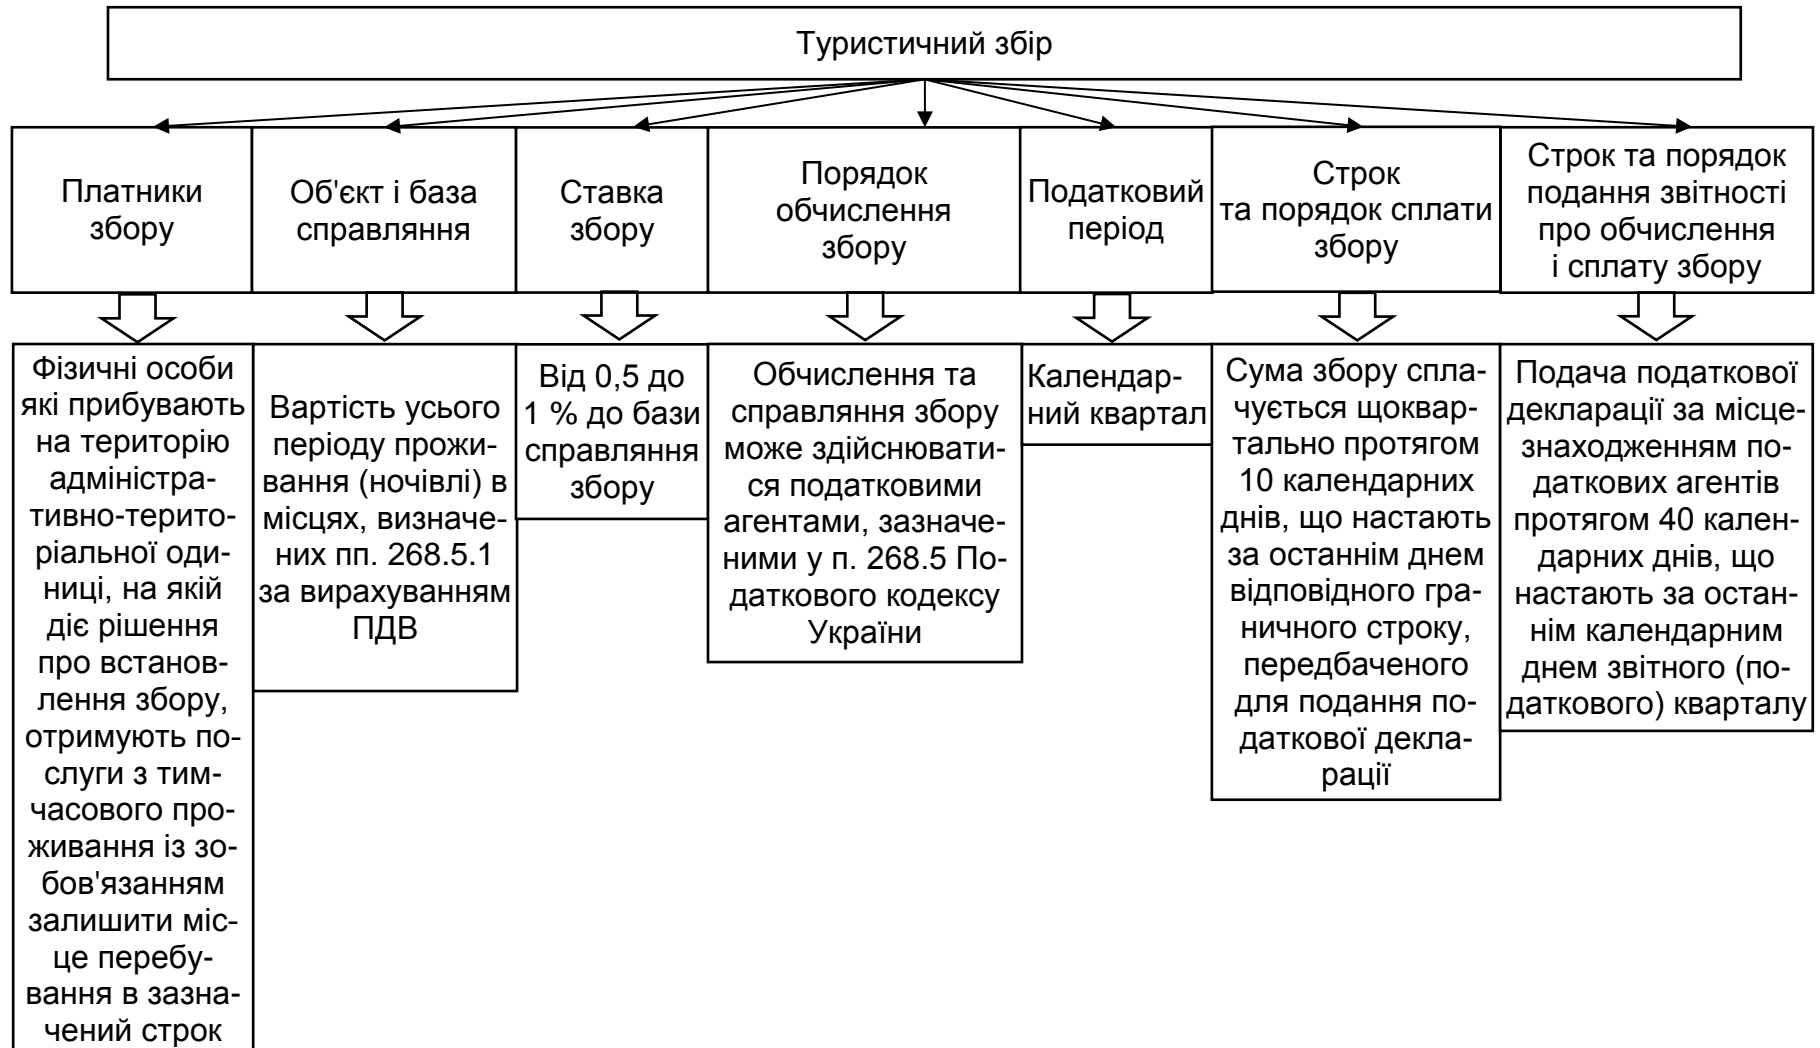 Туристичний збір
Платники
збору
Об'єкт і база
справляння
Ставка
збору
Порядок
обчислення
збору
Податковий
період
Строк
та порядок сплати
збору
Строк та порядок
подання звітності
про обчислення
і сплату збору
Фізичні особи
які прибувають
на територію
адміністра-
тивно-терито-
ріальної оди-
ниці, на якій
діє рішення
про встанов-
лення збору,
отримують по-
слуги з тим-
часового про-
живання із зо-
бов'язанням
залишити міс-
це перебу-
вання в зазна-
чений строк
Вартість усього
періоду прожи-
вання (ночівлі) в
місцях, визначе-
них пп. 268.5.1
за вирахуванням
ПДВ
Від 0,5 до
1 % до бази
справляння
збору
Обчислення та
справляння збору
може здійснювати-
ся податковими
агентами, зазначе-
ними у п. 268.5 По-
даткового кодексу
України
Календар-
ний квартал
Сума збору спла-
чується щоквар-
тально протягом
10 календарних
днів, що настають
за останнім днем
відповідного гра-
ничного строку,
передбаченого
для подання по-
даткової декла-
рації
Подача податкової
декларації за місце-
знаходженням по-
даткових агентів
протягом 40 кален-
дарних днів, що
настають за остан-
нім календарним
днем звітного (по-
даткового) кварталу